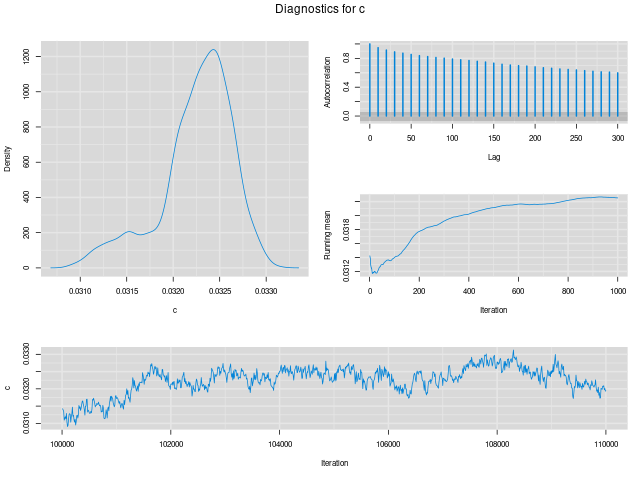 Diagnostics for c
Density
0 200 400 600 800 1000 1200
0.0310 0.0315 0.0320 0.0325 0.0330
c
Autocorrelation
0.0 0.4 0.8
0 50 100 150 200 250 300
Lag
Running mean
0.0312 0.0318
0 200 400 600 800 1000
Iteration
c
0.0310 0.0320 0.0330
100000 102000 104000 106000 108000 110000
Iteration